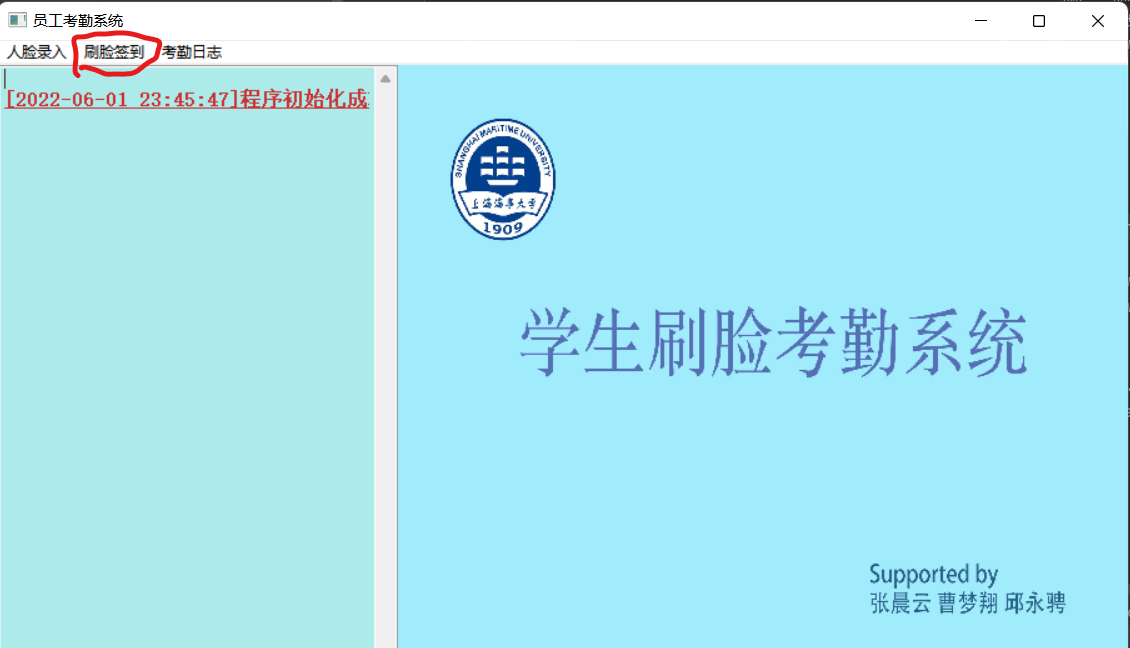 员工考勤系统
人脸录入 刷脸签到 考勤日志
[2022-06-01 23:45:47]程序初始化成
SHANGHAI MARITIME UNIVERSITY
上海海事大学
1909
学生刷脸考勤系统
Supported by
张晨云 曹梦翔 邱永骋